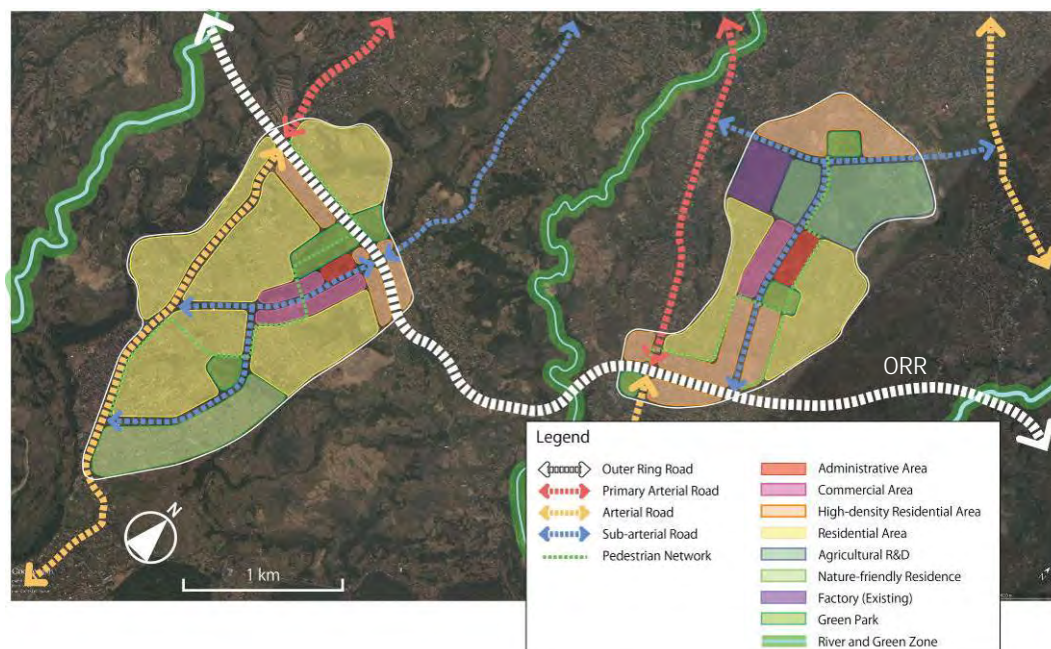 N
ORR
1 km
Legend
Outer Ring Road
Primary Arterial Road
Arterial Road
Sub-arterial Road
Pedestrian Network
Administrative Area
Commercial Area
High-density Residential Area
Residential Area
Agricultural R&D
Nature-friendly Residence
Factory (Existing)
Green Park
River and Green Zone